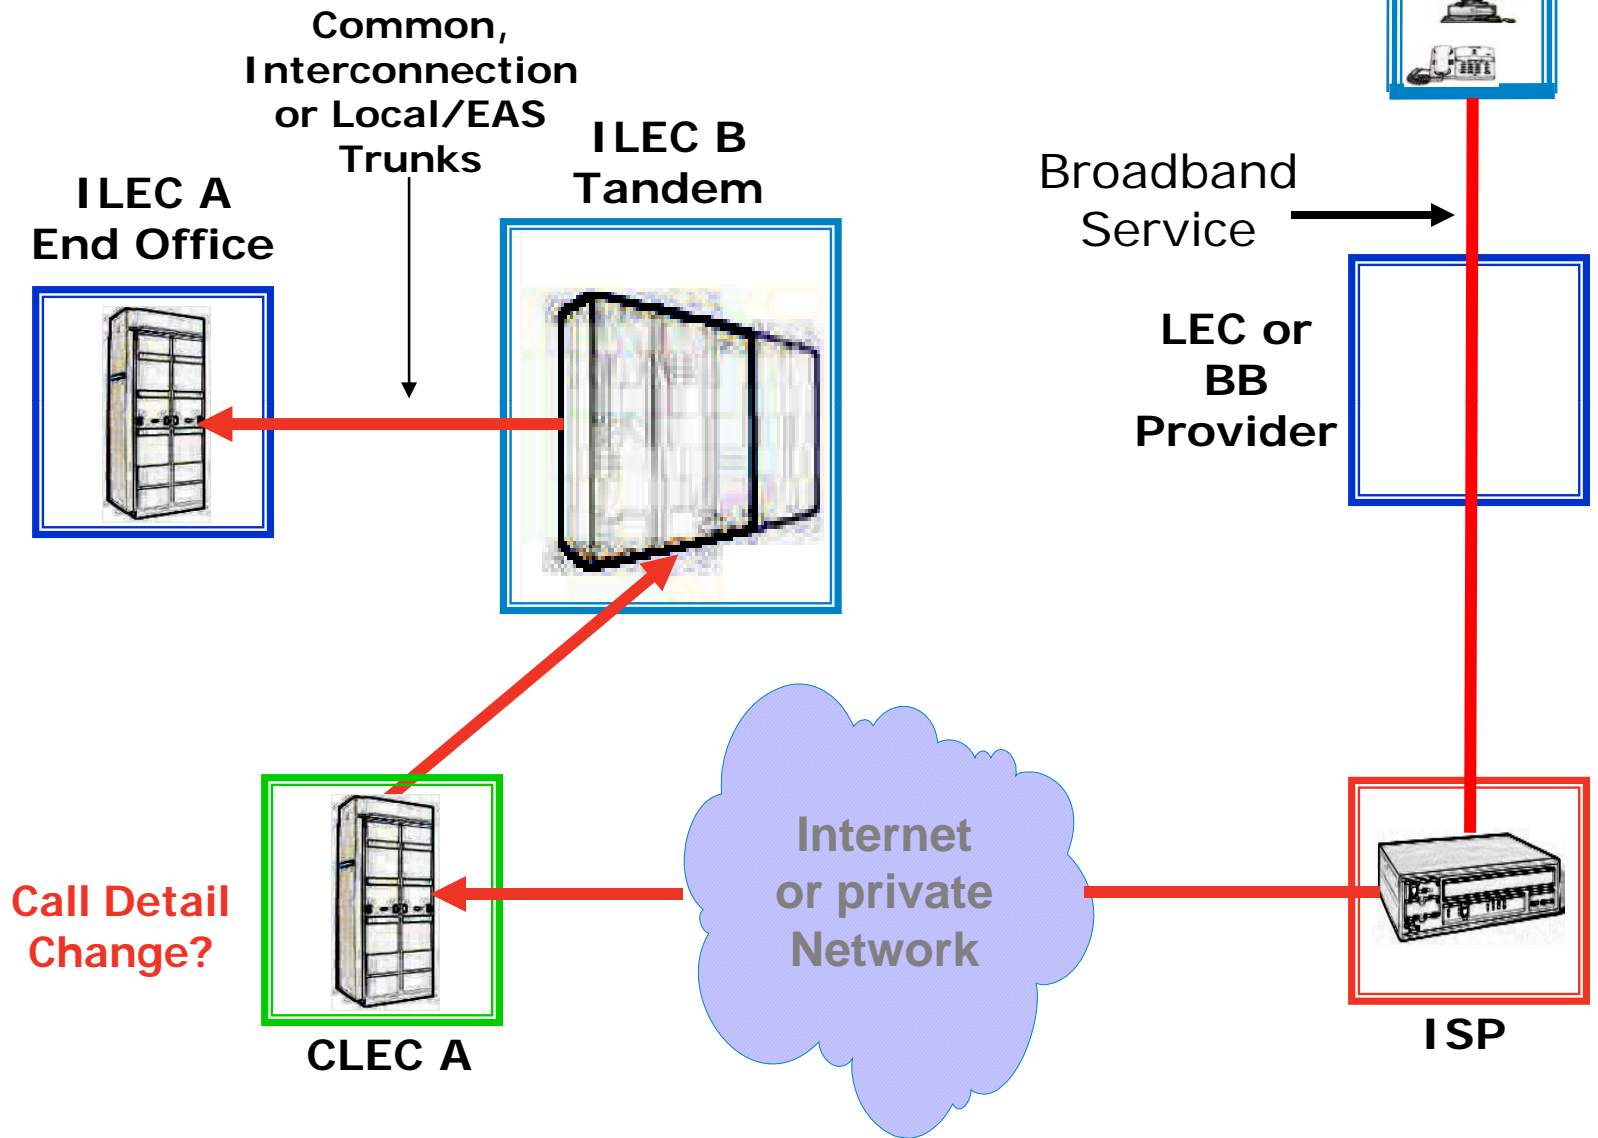 Common,
Interconnection
or Local/EAS
Trunks
ILEC B
Tandem
ILEC A
End Office
Broadband
Service
LEC or
BB
Provider
Internet
or private
Network
Call Detail
Change?
CLEC A
ISP